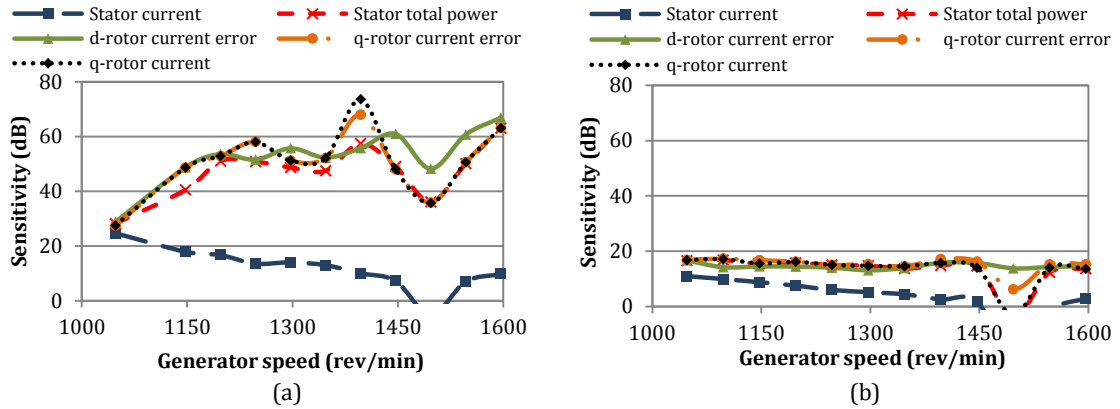 Stator current
Stator total power
d-rotor current error
q-rotor current error
q-rotor current
80
60
40
20
0
Sensitivity (dB)
1000
1150
1300
1450
1600
Generator speed (rev/min)
(a)
Stator current
Stator total power
d-rotor current error
q-rotor current error
q-rotor current
80
60
40
20
0
Sensitivity (dB)
1000
1150
1300
1450
1600
Generator speed (rev/min)
(b)